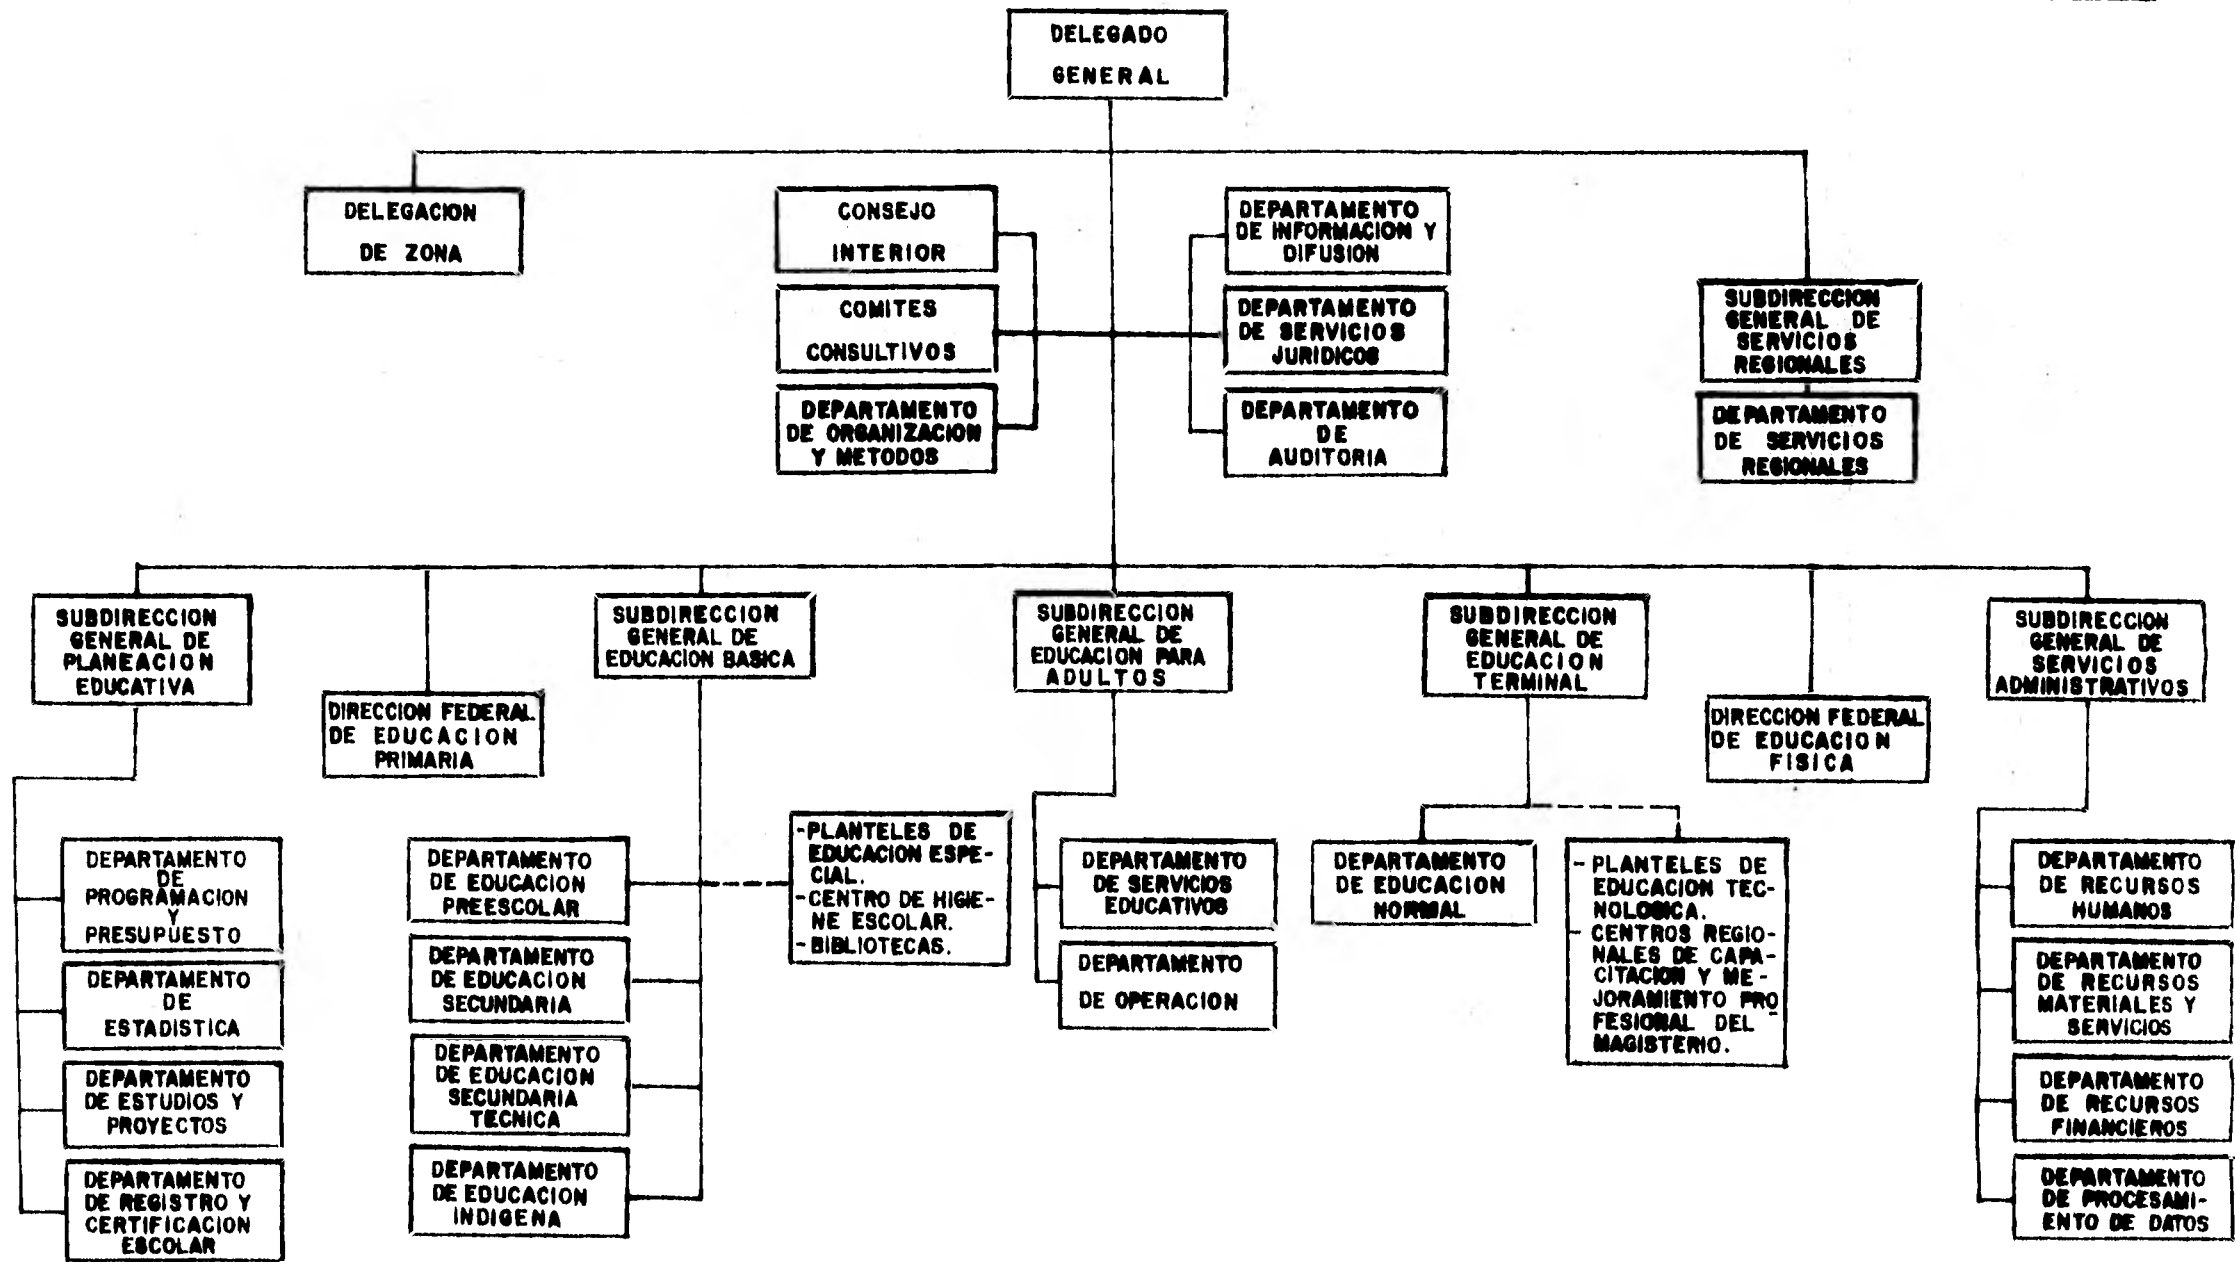 DELEGADO
GENERAL
DELEGACION
DE ZONA
CONSEJO
INTERIOR
COMITES
CONSULTIVOS
DEPARTAMENTO
DE ORGANIZACION
Y METODOS
DEPARTAMENTO
DE INFORMACION Y
DIFUSION
DEPARTAMENTO
DE SERVICIOS
JURIDICOS
DEPARTAMENTO
DE
AUDITORIA
SUBDIRECCION
GENERAL DE
SERVICIOS
REGIONALES
DEPARTAMENTO
DE SERVICIOS
REGIONALES
SUBDIRECCION
GENERAL DE
PLANEACION
EDUCATIVA
DIRECCION FEDERAL
DE EDUCACION
PRIMARIA
SUBDIRECCION
GENERAL DE
EDUCACION BASICA
SUBDIRECCION
GENERAL DE
EDUCACION PARA
ADULTOS
SUBDIRECCION
GENERAL DE
EDUCACION
TERMINAL
DIRECCION FEDERAL
DE EDUCACION
FISICA
SUBDIRECCION
GENERAL DE
SERVICIOS
ADMINISTRATIVOS
DEPARTAMENTO
DE
PROGRAMACION
Y
PRESUPUESTO
DEPARTAMENTO
DE
ESTADISTICA
DEPARTAMENTO
DE ESTUDIOS Y
PROYECTOS
DEPARTAMENTO
DE REGISTRO Y
CERTIFICACION
ESCOLAR
DEPARTAMENTO
DE EDUCACION
PREESCOLAR
DEPARTAMENTO
DE EDUCACION
SECUNDARIA
DEPARTAMENTO
DE EDUCACION
SECUNDARIA
TECNICA
DEPARTAMENTO
DE EDUCACION
INDIGENA
-PLANTELES DE
EDUCACION ESPE-
CIAL.
-CENTRO DE HIGIE-
NE ESCOLAR.
-BIBLIOTECAS.
DEPARTAMENTO
DE SERVICIOS
EDUCATIVOS
DEPARTAMENTO
DE OPERACION
DEPARTAMENTO
DE EDUCACION
NORMAL
- PLANTELES DE
EDUCACION TEC-
NOLOGICA.
- CENTROS REGIO-
NALES DE CAPA-
CITACION Y ME-
JORAMIENTO PRO-
FESIONAL DEL
MAGISTERIO.
DEPARTAMENTO
DE RECURSOS
HUMANOS
DEPARTAMENTO
DE RECURSOS
MATERIALES Y
SERVICIOS
DEPARTAMENTO
DE RECURSOS
FINANCIEROS
DEPARTAMENTO
DE PROCESAMI-
ENTO DE DATOS